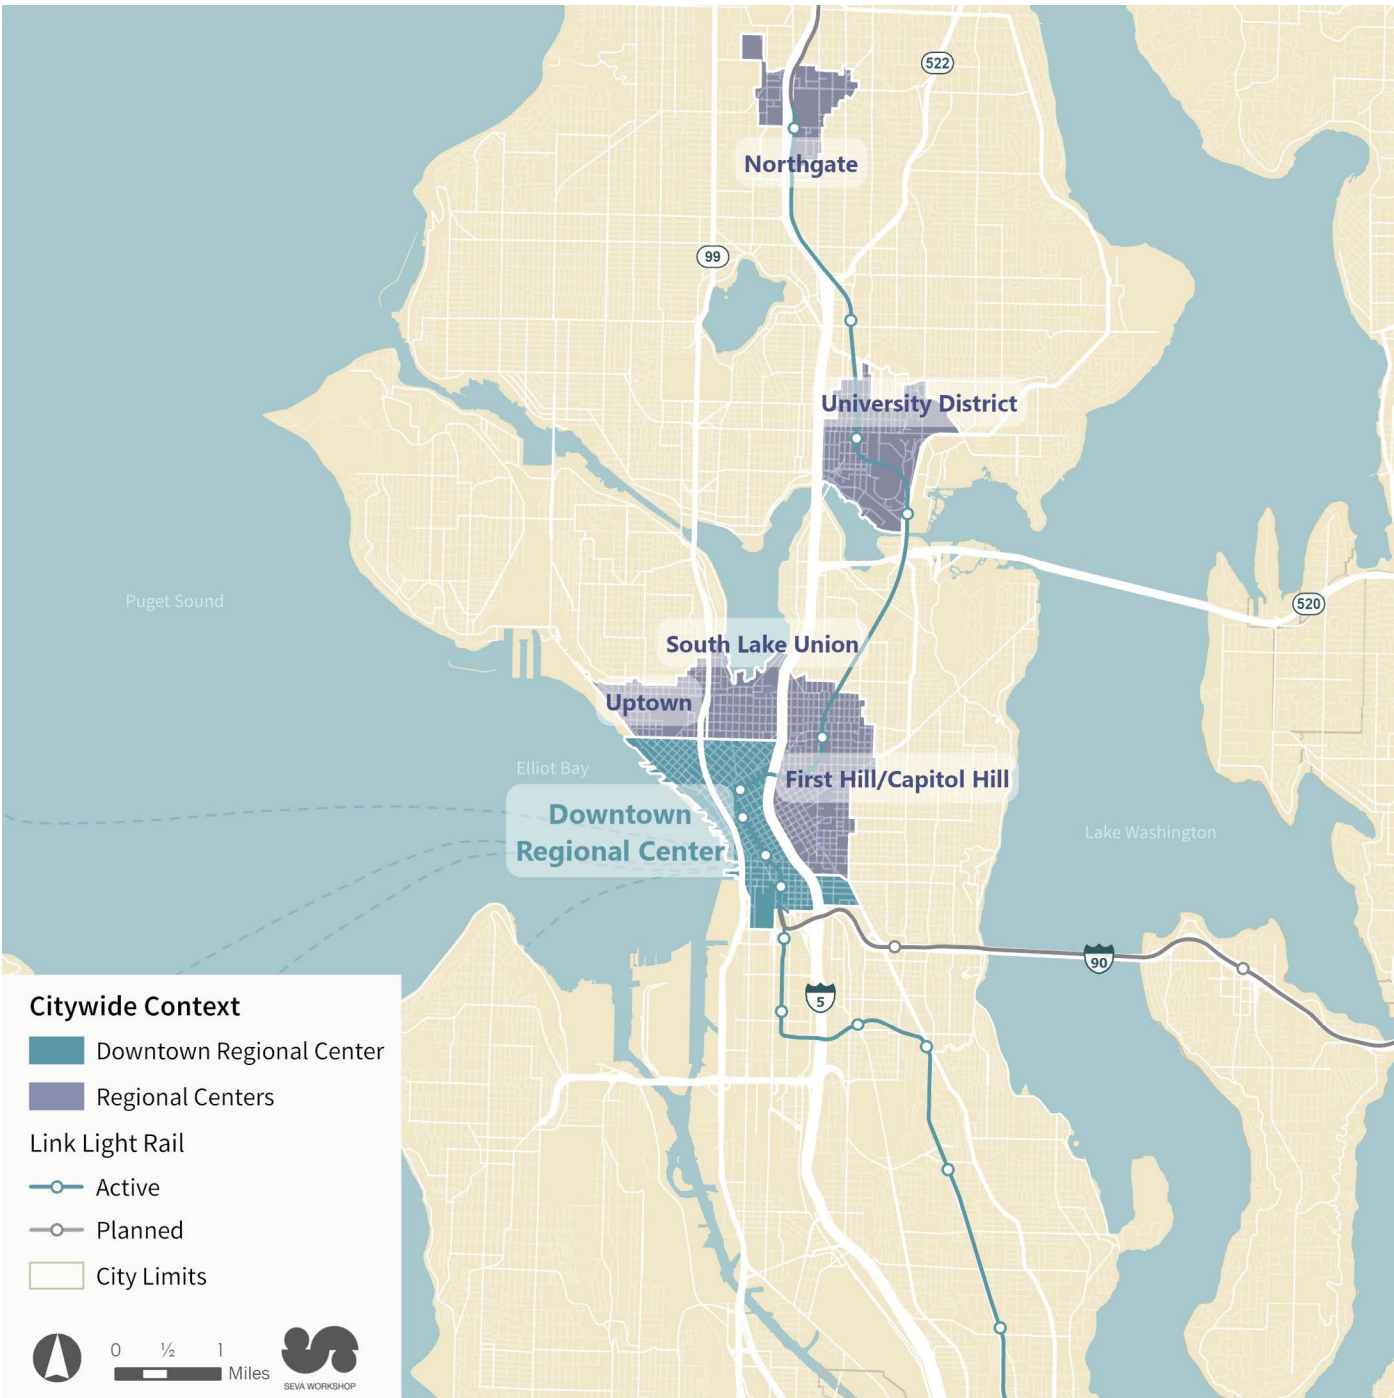 522
Northgate
99
University District
Puget Sound
520
South Lake Union
Uptown
Elliot Bay
First Hill/Capitol Hill
Downtown
Regional Center
Lake Washington
90
5
Citywide Context
Downtown Regional Center
Regional Centers
Link Light Rail
Active
Planned
City Limits
0 ½ 1
Miles
SEVA WORKSHOP